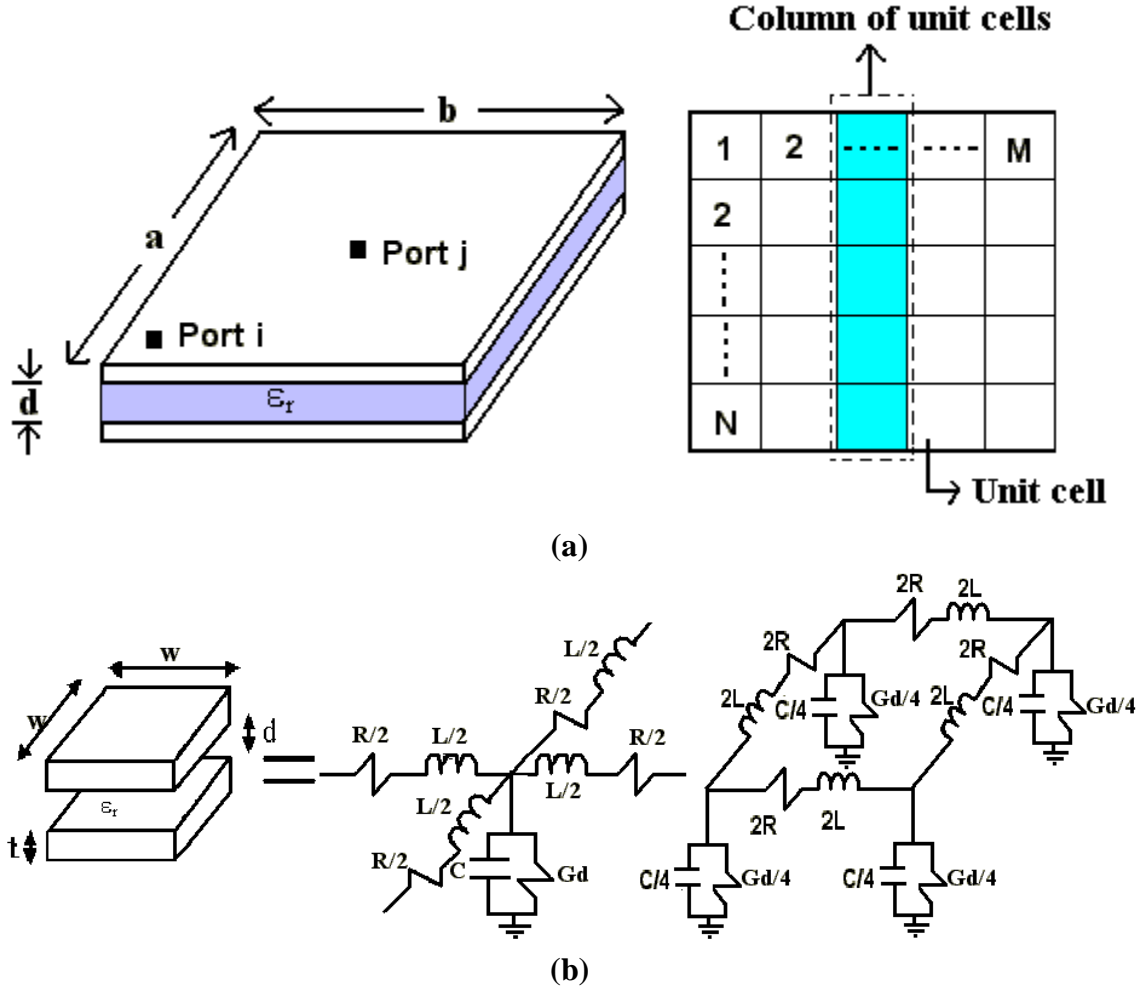 Column of unit cells
b
a
Port j
Port i
d
εr
1 2 ---- ---- M
2
N
Unit cell
(a)
w
w
d
εr
t
R/2 L/2 L/2 R/2
R/2 L/2
L/2
R/2
C Gd
2R 2L
2R
2L
C/4 Gd/4
2R
2L
C/4 Gd/4
2R 2L
C/4 Gd/4
C/4 Gd/4
(b)